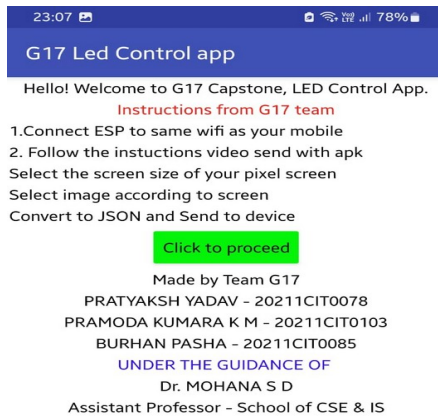 23:07 78%
G17 Led Control app
Hello! Welcome to G17 Capstone, LED Control App.
Instructions from G17 team
1.Connect ESP to same wifi as your mobile
2. Follow the instuctions video send with apk
Select the screen size of your pixel screen
Select image according to screen
Convert to JSON and Send to device
Click to proceed
Made by Team G17
PRATYAKSH YADAV - 20211CIT0078
PRAMODA KUMARA K M - 20211CIT0103
BURHAN PASHA - 20211CIT0085
UNDER THE GUIDANCE OF
Dr. MOHANA S D
Assistant Professor - School of CSE & IS